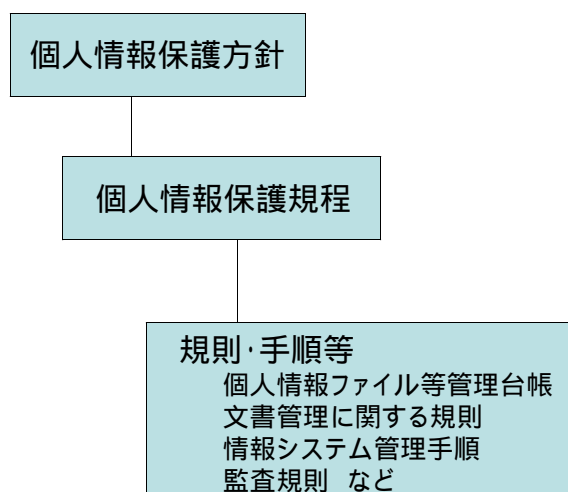 個人情報保護方針
個人情報保護規程
規則・手順等
個人情報ファイル等管理台帳
文書管理に関する規則
情報システム管理手順
監査規則 など